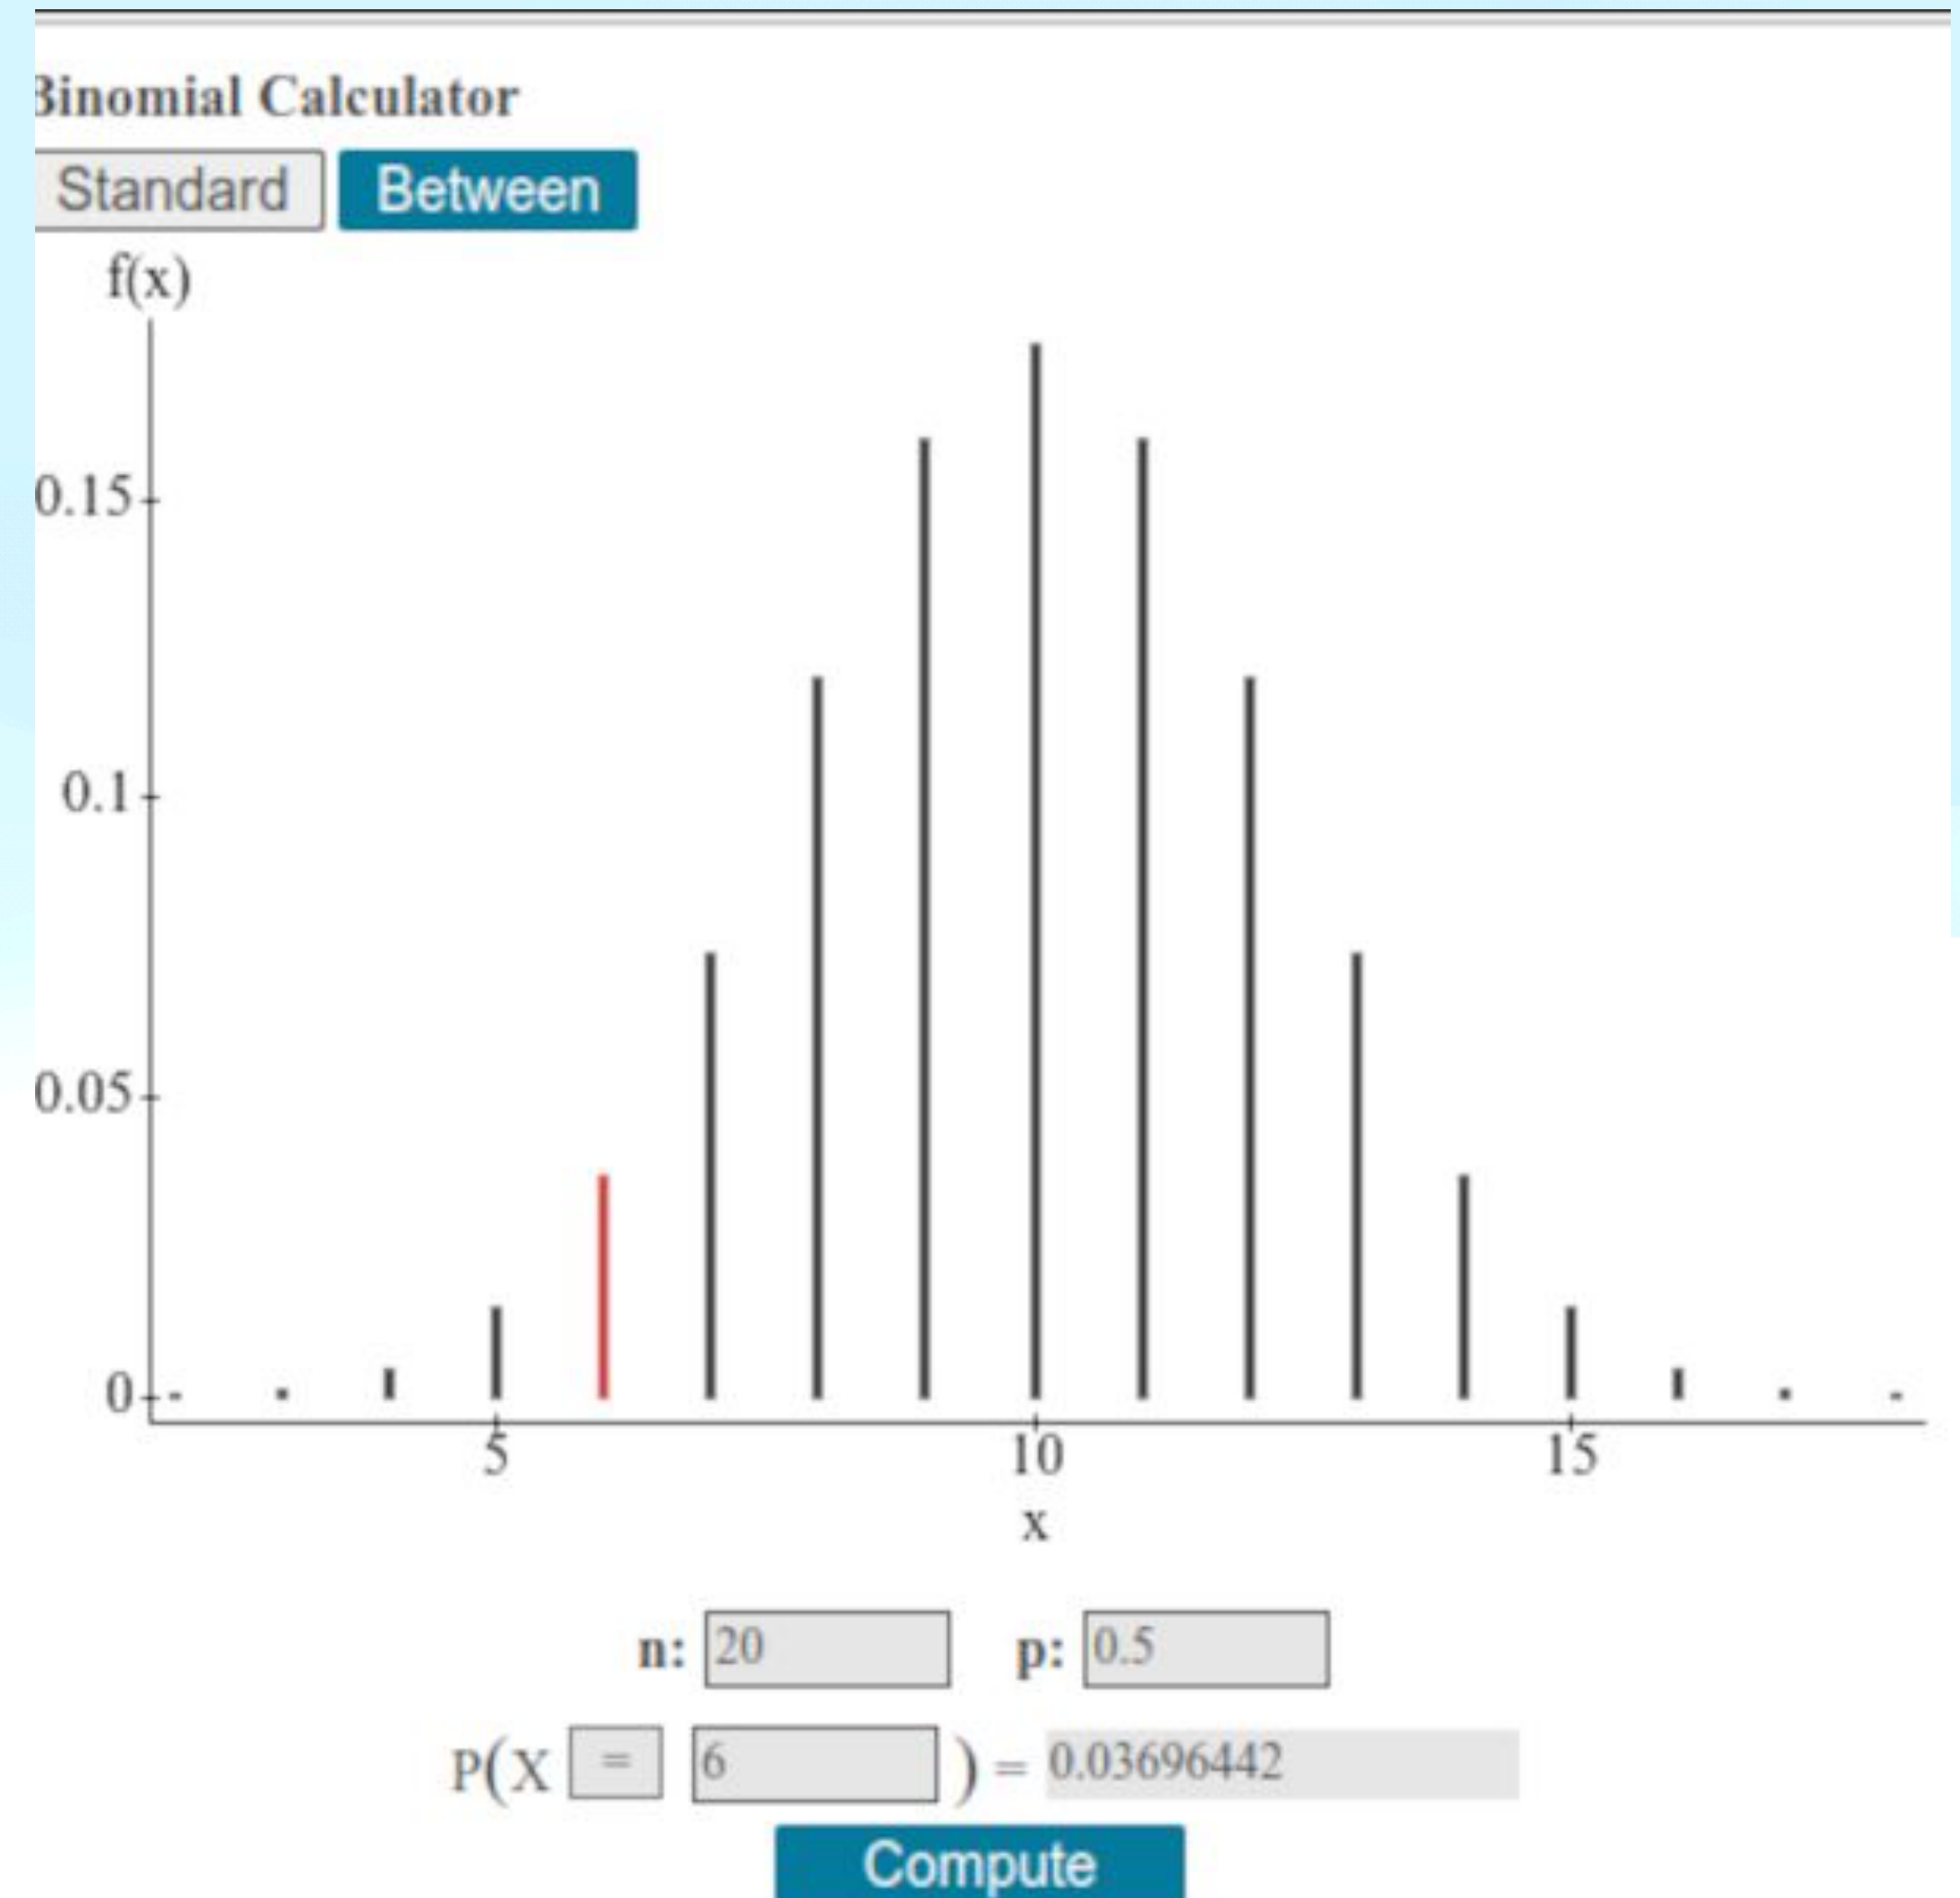 Binomial Calculator
Standard Between
f(x)
0.15
0.1
0.05
0
5 10 15
x
n: 20 p: 0.5
P(X = 6 ) = 0.03696442
Compute